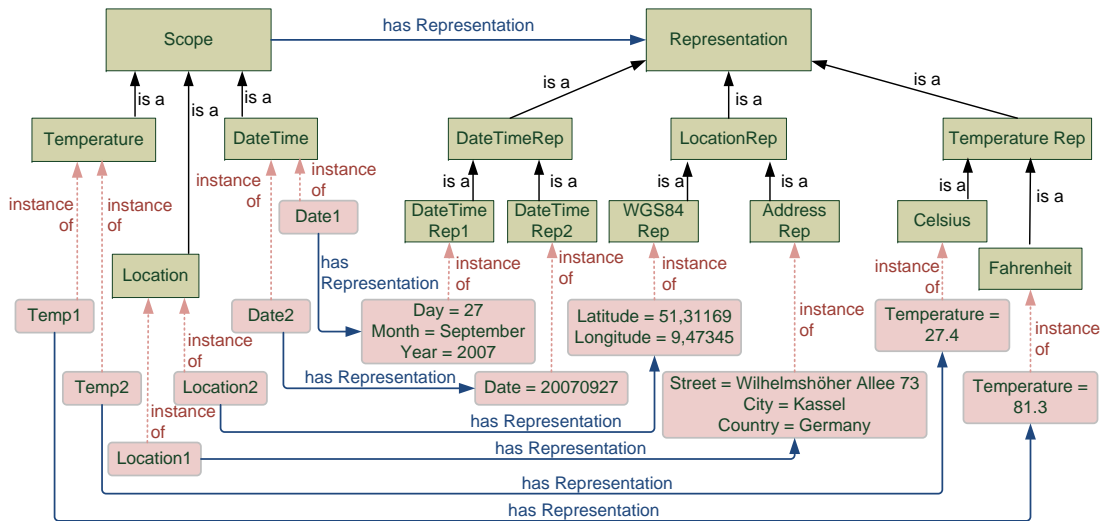 Scope
has Representation
Representation
is a
is a
is a
is a
is a
is a
Temperature
DateTime
DateTimeRep
LocationRep
Temperature Rep
instance
of
instance
of
instance
of
instance
of
is a
is a
is a
is a
is a
is a
Date1
DateTime
Rep1
DateTime
Rep2
WGS84
Rep
Address
Rep
Celsius
Location
has
Representation
instance
of
instance
of
instance
of
instance
of
instance
of
Fahrenheit
Temp1
Date2
Day = 27
Month = September
Year = 2007
Latitude = 51,31169
Longitude = 9,47345
Temperature =
27.4
instance
of
instance
of
instance
of
Temp2
Location2
has Representation
Date = 20070927
Street = Wilhelmshöher Allee 73
City = Kassel
Country = Germany
Temperature =
81.3
has Representation
Location1
has Representation
has Representation
has Representation